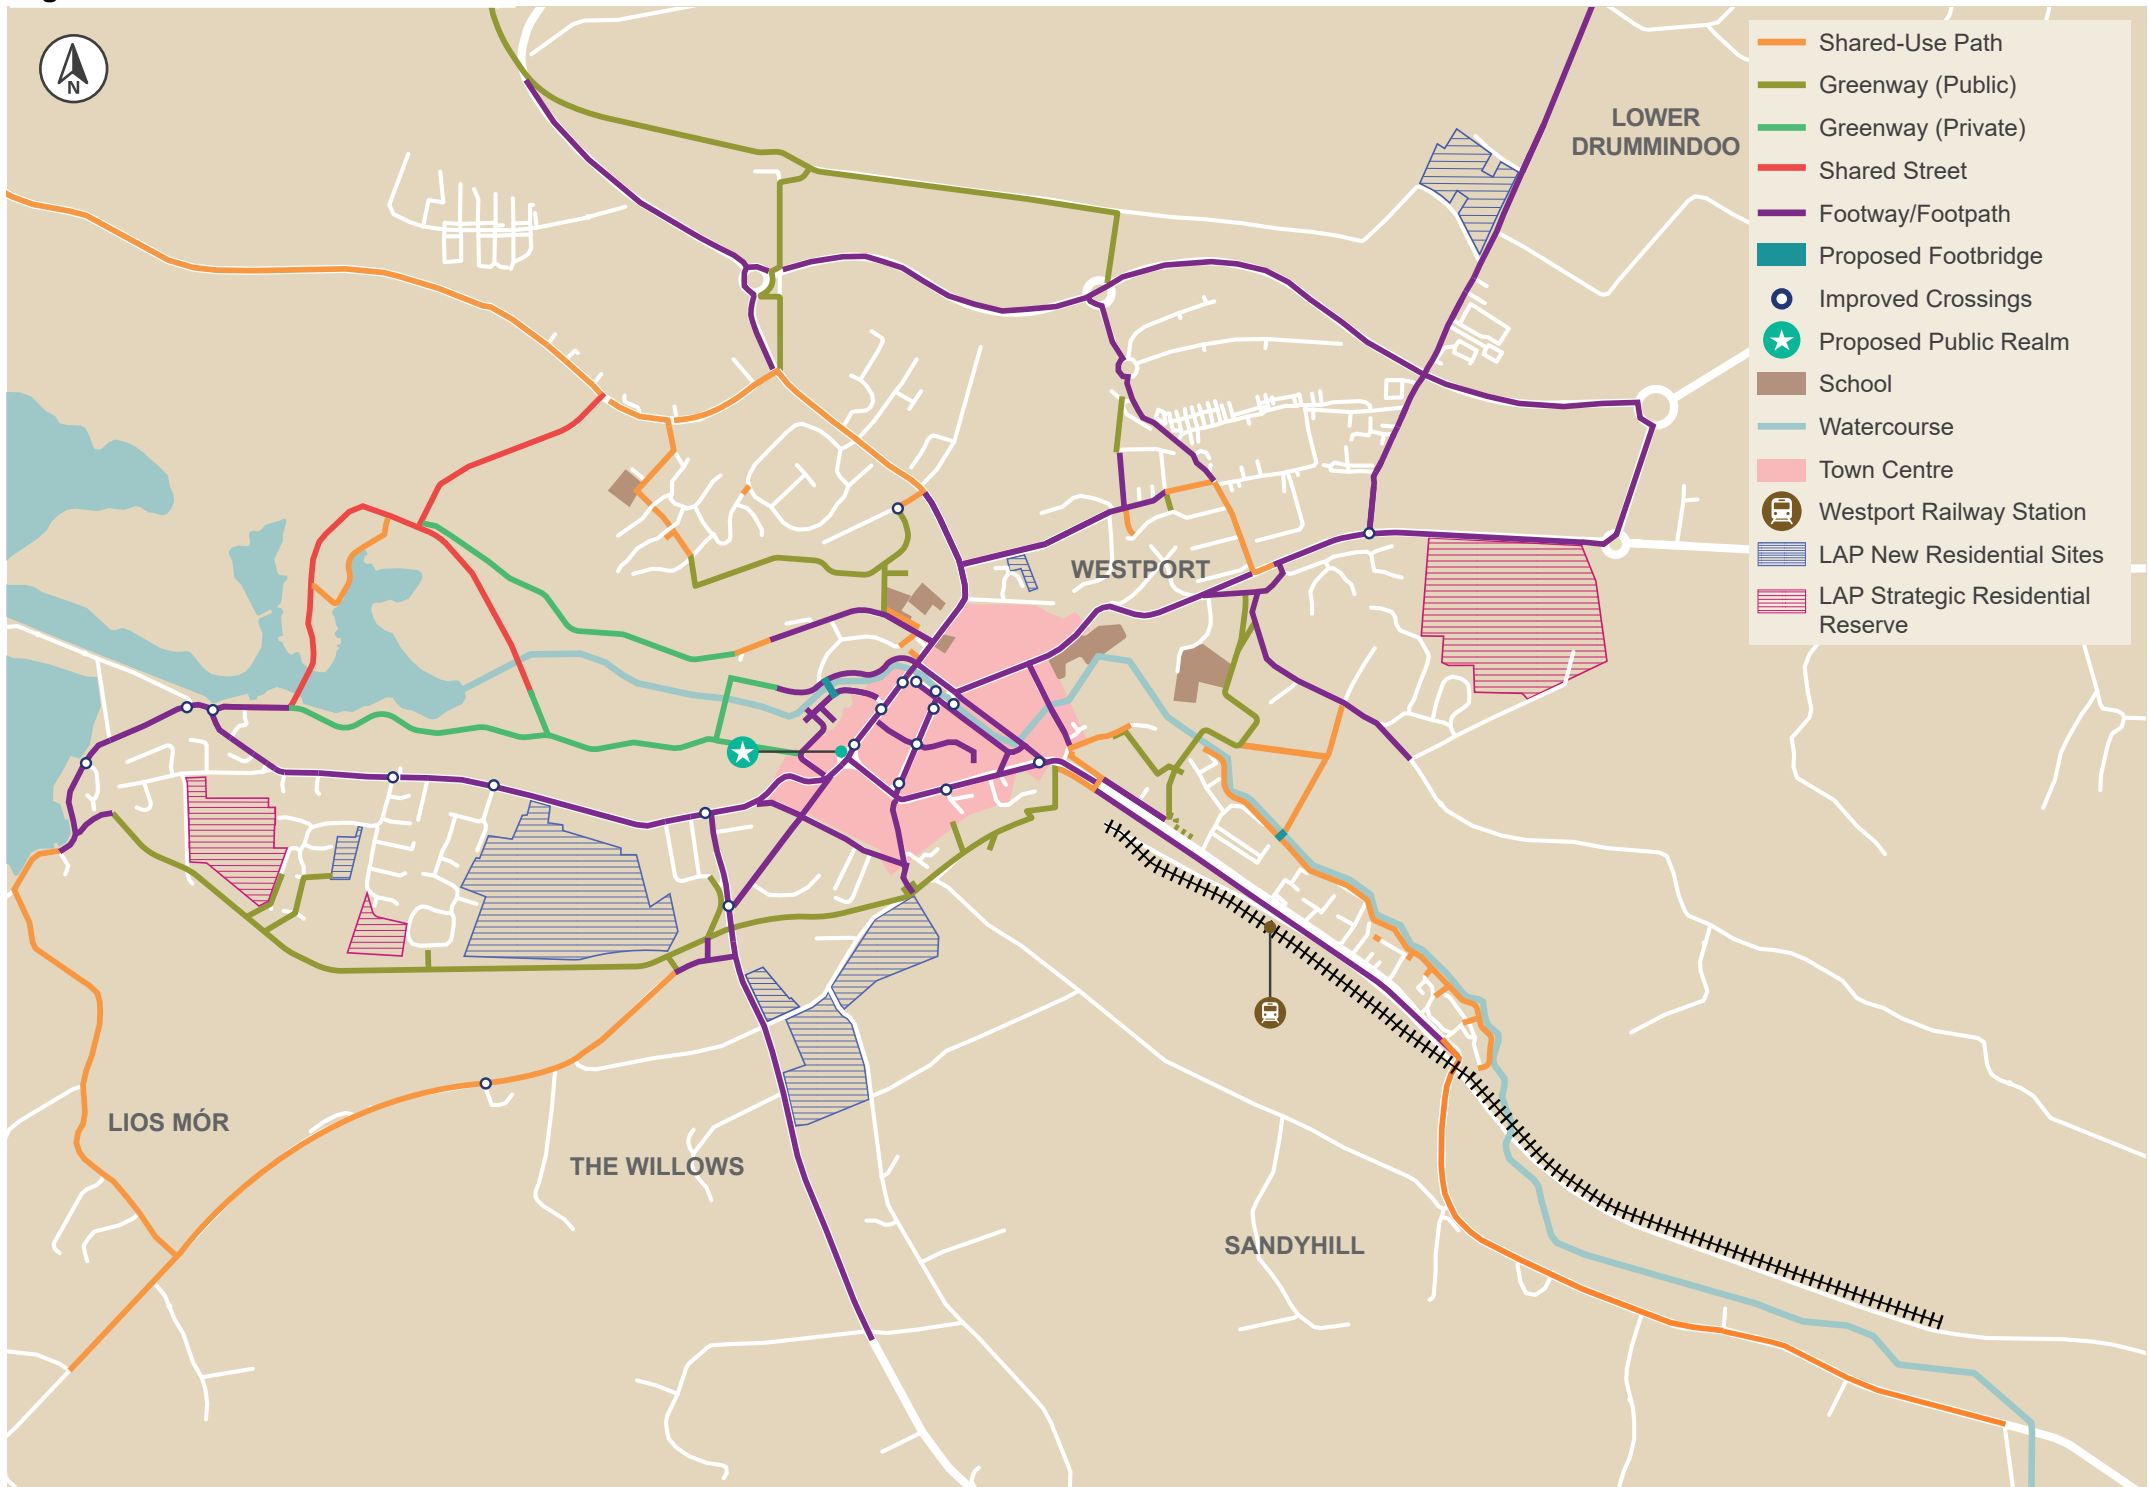 N
LOWER
DRUMMINDOO
WESTPORT
LIOS MÓR
THE WILLOWS
SANDYHILL
Shared-Use Path
Greenway (Public)
Greenway (Private)
Shared Street
Footway/Footpath
Proposed Footbridge
Improved Crossings
Proposed Public Realm
School
Watercourse
Town Centre
Westport Railway Station
LAP New Residential Sites
LAP Strategic Residential
Reserve